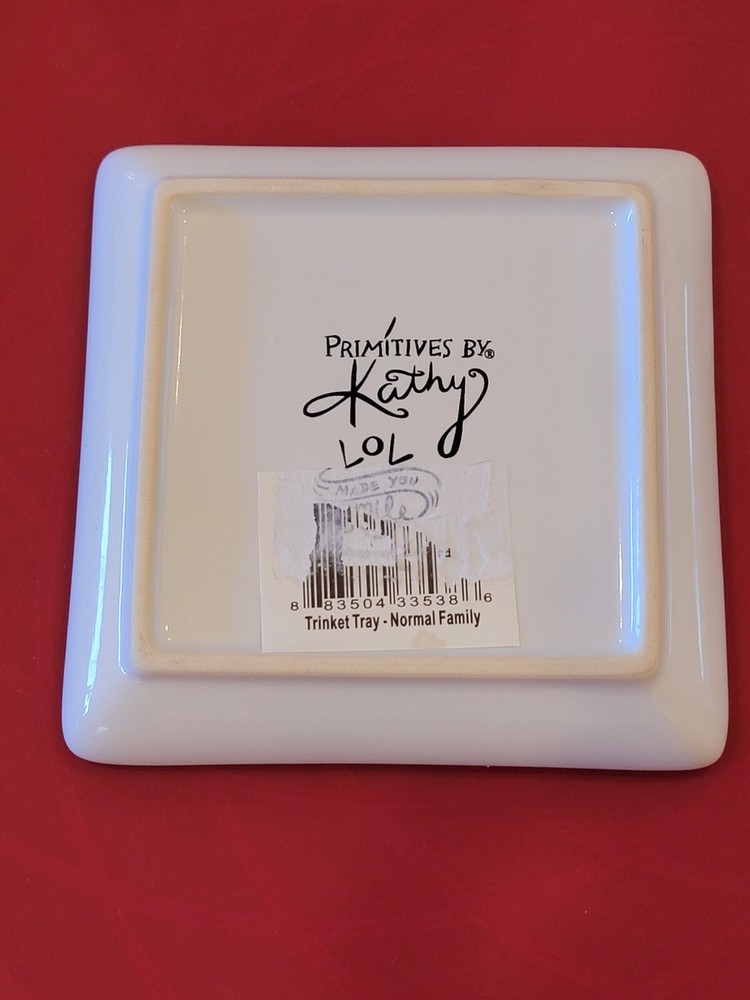 PRIMITIVES BY®
Kathy
LOL
MADE YOU
8 83504 33538 6
Trinket Tray - Normal Family